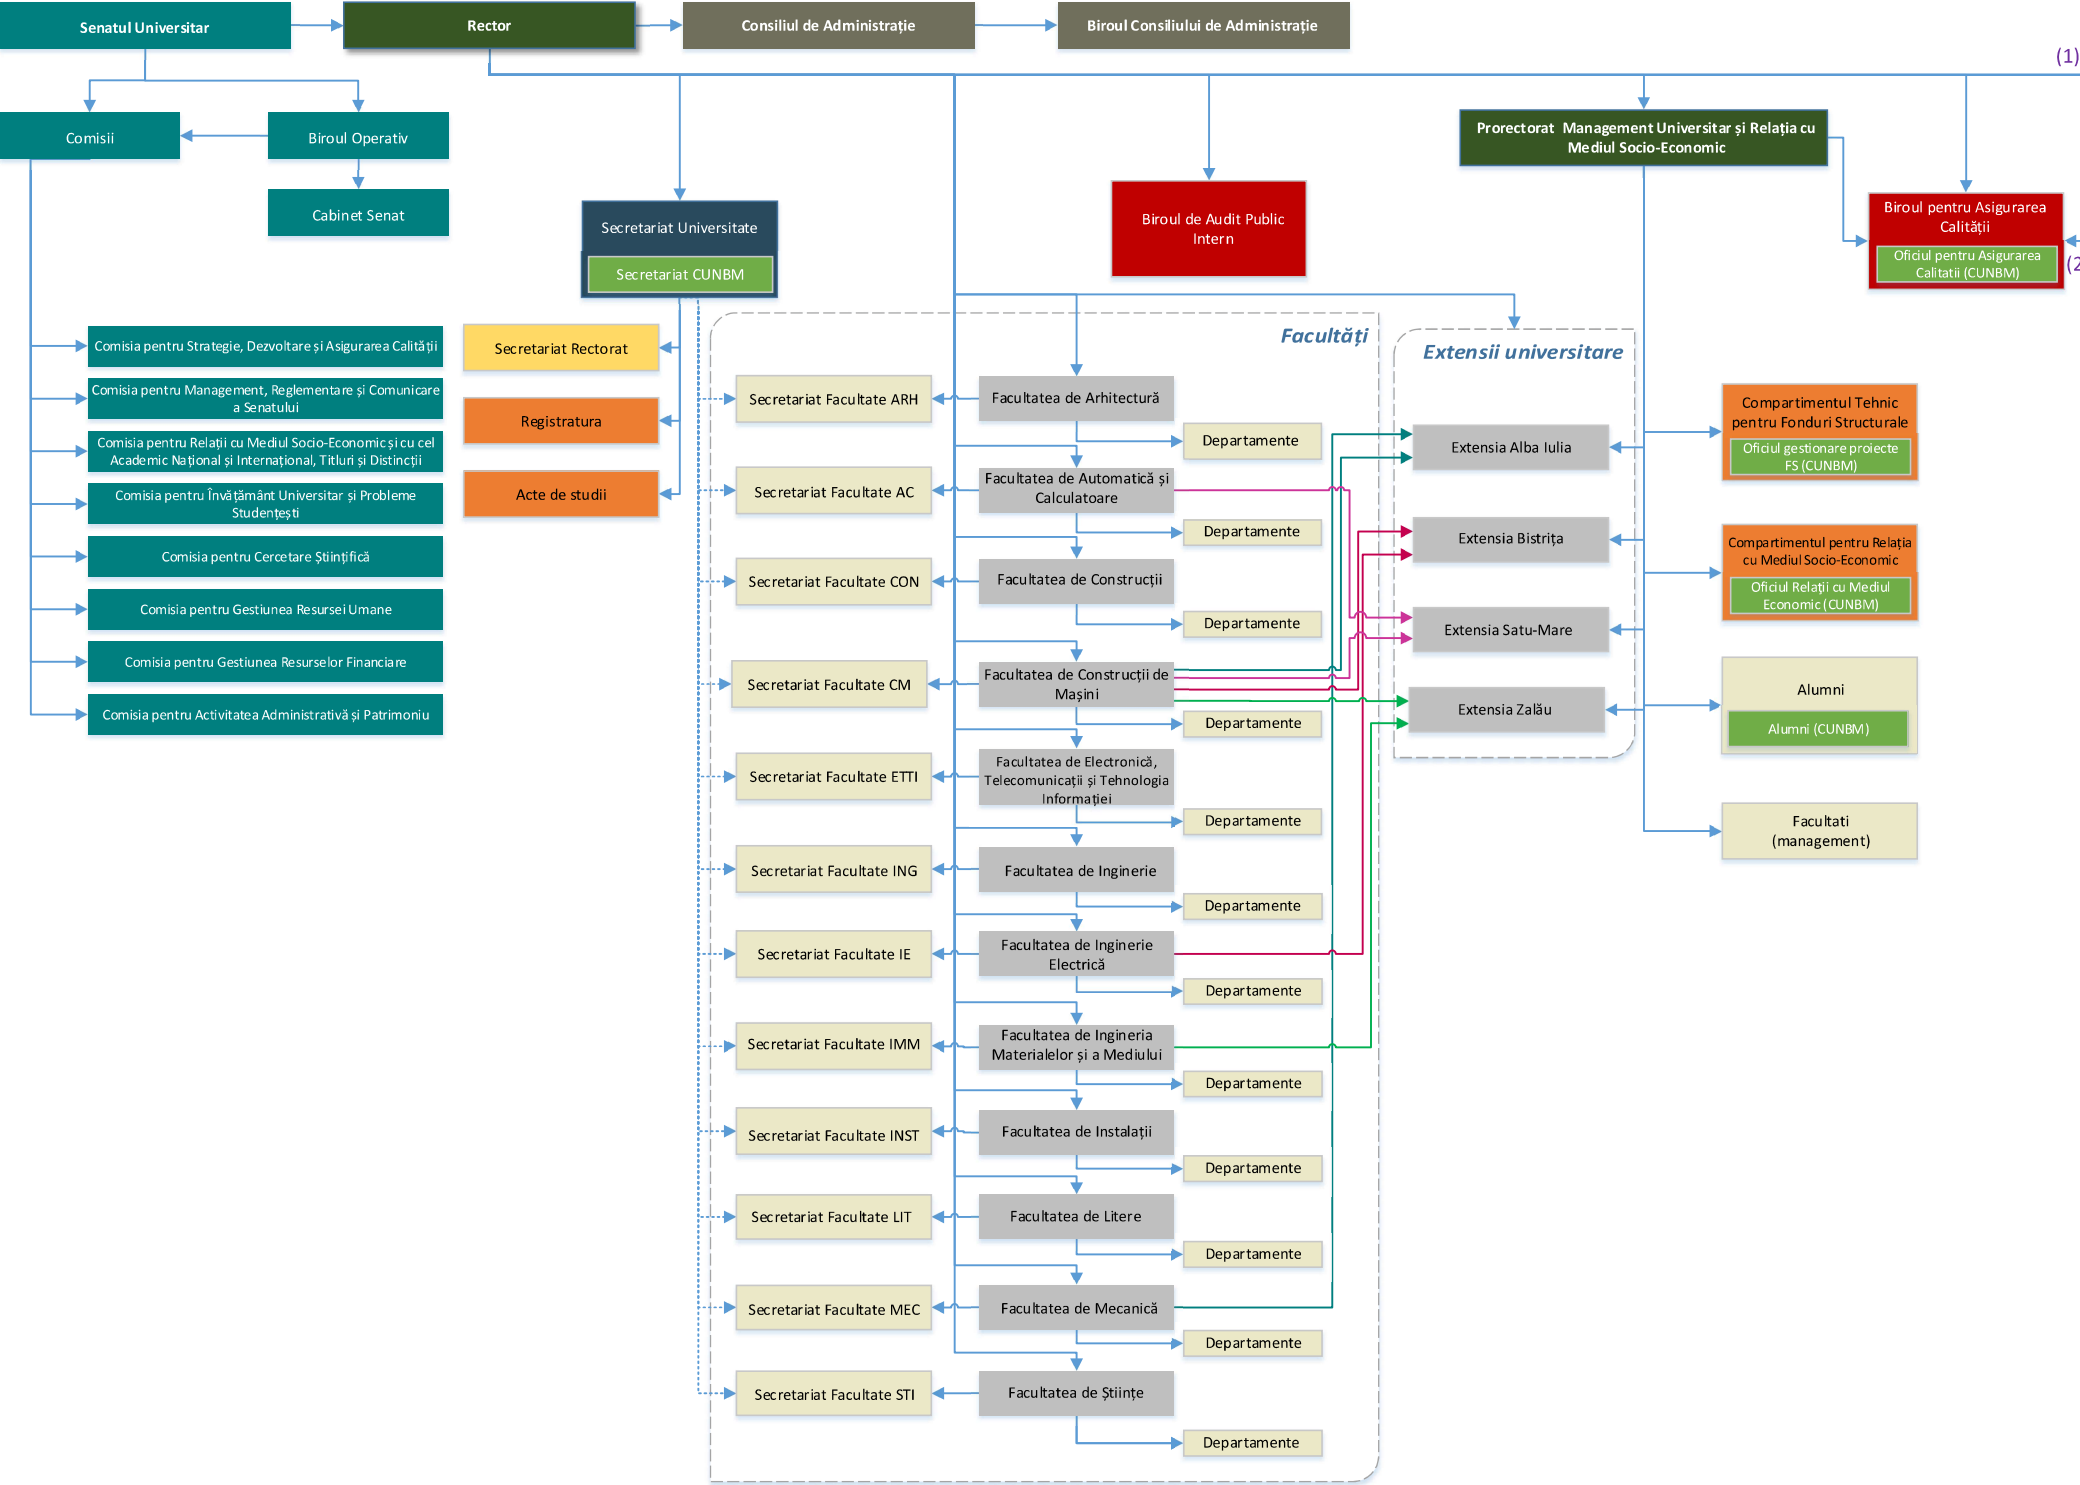 Senatul Universitar
Rector
Consiliul de Administrație
Biroul Consiliului de Administrație
(1)
Comisii
Biroul Operativ
Cabinet Senat
Prorectorat Management Universitar și Relația cu
Mediul Socio-Economic
Secretariat Universitate
Secretariat CUNBM
Biroul de Audit Public
Intern
Biroul pentru Asigurarea
Calității
Oficiul pentru Asigurarea
Calitatii (CUNBM)
(2
Comisia pentru Strategie, Dezvoltare și Asigurarea Calității
Comisia pentru Management, Reglementare și Comunicare
a Senatului
Comisia pentru Relații cu Mediul Socio-Economic și cu cel
Academic Național și Internațional, Titluri și Distincții
Comisia pentru Învățământ Universitar și Probleme
Studențești
Comisia pentru Cercetare Științifică
Comisia pentru Gestiunea Resursei Umane
Comisia pentru Gestiunea Resurselor Financiare
Comisia pentru Activitatea Administrativă și Patrimoniu
Secretariat Rectorat
Registratura
Acte de studii
Facultăți
Secretariat Facultate ARH
Facultatea de Arhitectură
Departamente
Secretariat Facultate AC
Facultatea de Automatică și
Calculatoare
Departamente
Secretariat Facultate CON
Facultatea de Construcții
Departamente
Secretariat Facultate CM
Facultatea de Construcții de
Mașini
Departamente
Secretariat Facultate ETTI
Facultatea de Electronică,
Telecomunicații și Tehnologia
Informației
Departamente
Secretariat Facultate ING
Facultatea de Inginerie
Departamente
Secretariat Facultate IE
Facultatea de Inginerie
Electrică
Departamente
Secretariat Facultate IMM
Facultatea de Ingineria
Materialelor și a Mediului
Departamente
Secretariat Facultate INST
Facultatea de Instalații
Departamente
Secretariat Facultate LIT
Facultatea de Litere
Departamente
Secretariat Facultate MEC
Facultatea de Mecanică
Departamente
Secretariat Facultate STI
Facultatea de Științe
Departamente
Extensii universitare
Extensia Alba Iulia
Extensia Bistrița
Extensia Satu-Mare
Extensia Zalău
Compartimentul Tehnic
pentru Fonduri Structurale
Oficiul gestionare proiecte
FS (CUNBM)
Compartimentul pentru Relația
cu Mediul Socio-Economic
Oficiul Relații cu Mediul
Economic (CUNBM)
Alumni
Alumni (CUNBM)
Facultati
(management)